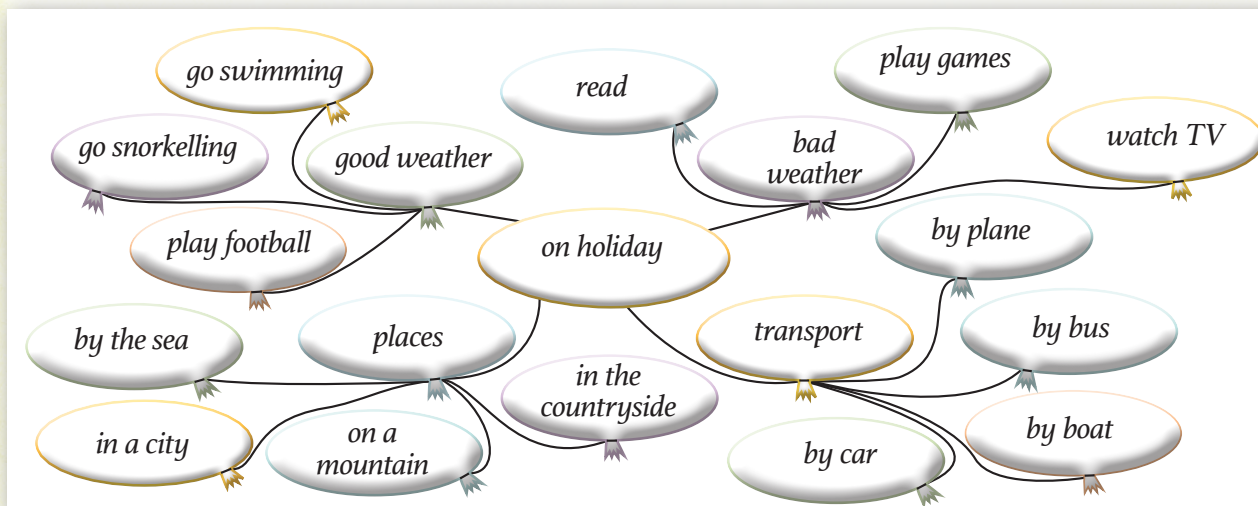 go swimming
read
play games
go snorkelling
good weather
bad
weather
watch TV
play football
on holiday
by plane
by the sea
places
transport
by bus
in the
countryside
in a city
on a
mountain
by car
by boat